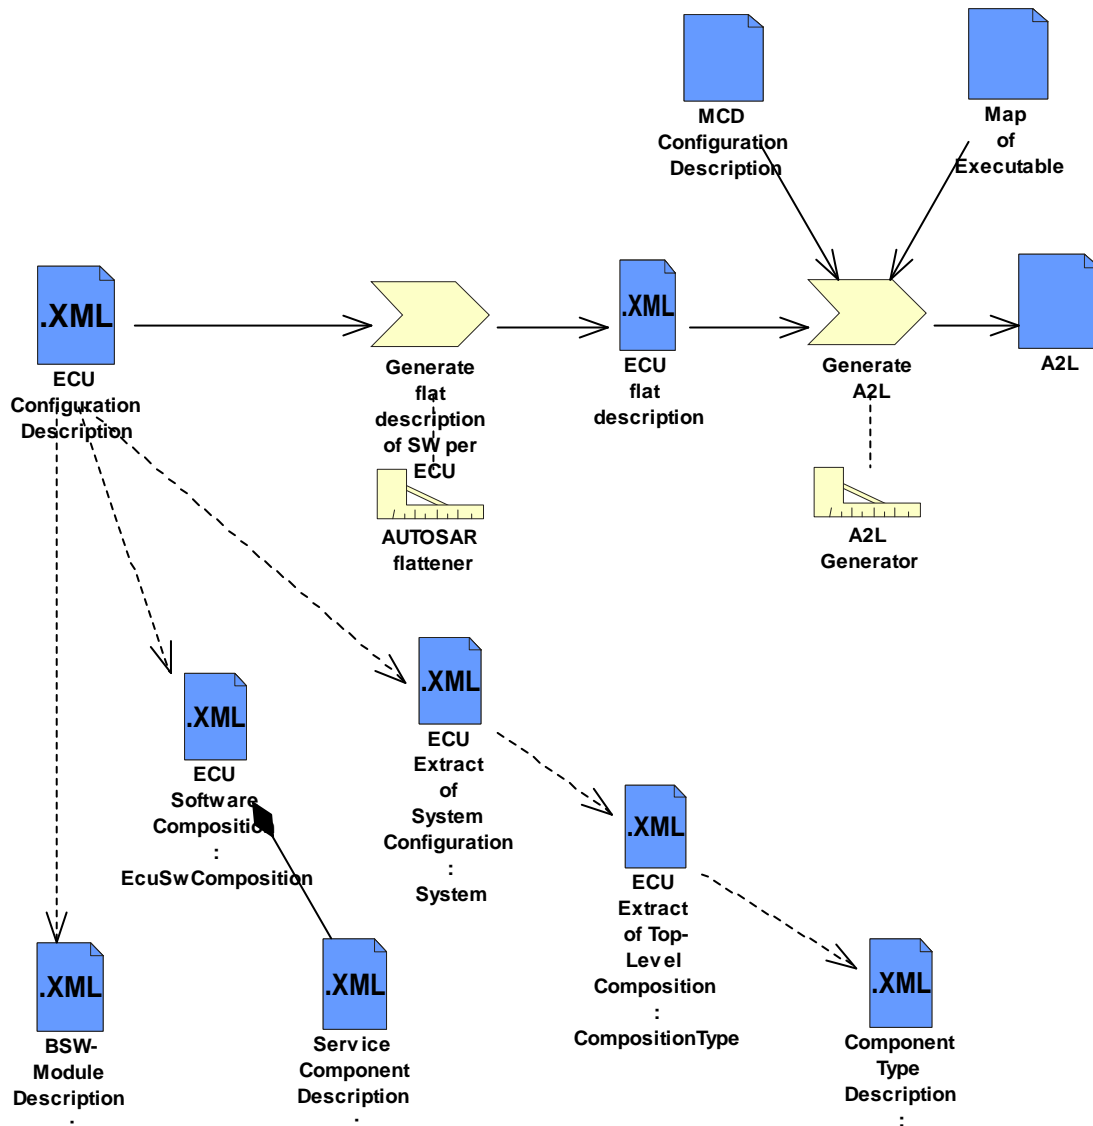 MCD
Configuration
Description
Map
of
Executable
.XML
ECU
Configuration
Description
Generate
flat
description
of SW per
ECU
.XML
ECU
flat
description
Generate
A2L
A2L
AUTOSAR
flattener
A2L
Generator
.XML
ECU
Software
Composition
:
EcuSwComposition
.XML
ECU
Extract
of
System
Configuration
:
System
.XML
ECU
Extract
of Top-
Level
Composition
:
CompositionType
.XML
BSW-
Module
Description
:
.XML
Service
Component
Description
:
.XML
Component
Type
Description
: